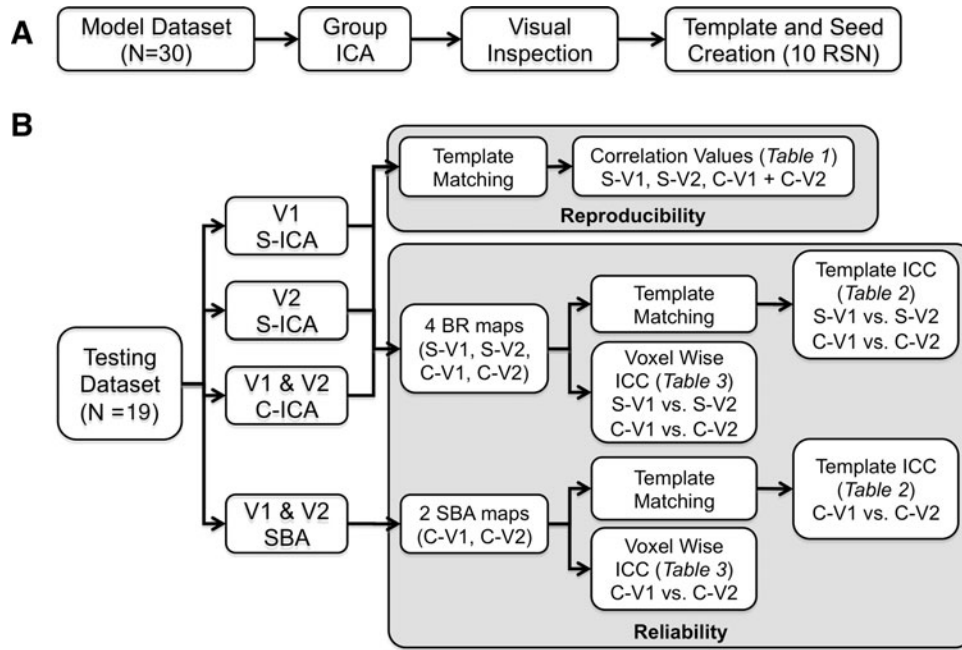 A
Model Dataset
(N=30)
Group
ICA
Visual
Inspection
Template and Seed
Creation (10 RSN)
B
Testing
Dataset
(N =19)
V1
S-ICA
V2
S-ICA
V1 & V2
C-ICA
V1 & V2
SBA
Template
Matching
Correlation Values (Table 1)
S-V1, S-V2, C-V1 + C-V2
Reproducibility
4 BR maps
(S-V1, S-V2,
C-V1, C-V2)
Template
Matching
Template ICC
(Table 2)
S-V1 vs. S-V2
C-V1 vs. C-V2
Voxel Wise
ICC (Table 3)
S-V1 vs. S-V2
C-V1 vs. C-V2
2 SBA maps
(C-V1, C-V2)
Template
Matching
Template ICC
(Table 2)
C-V1 vs. C-V2
Voxel Wise
ICC (Table 3)
C-V1 vs. C-V2
Reliability